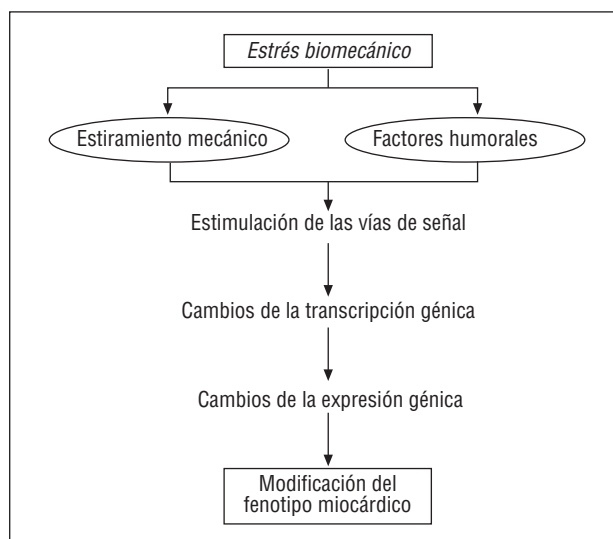 Estrés biomecánico
Estiramiento mecánico
Factores humorales
Estimulación de las vías de señal
Cambios de la transcripción génica
Cambios de la expresión génica
Modificación del
fenotipo miocárdico